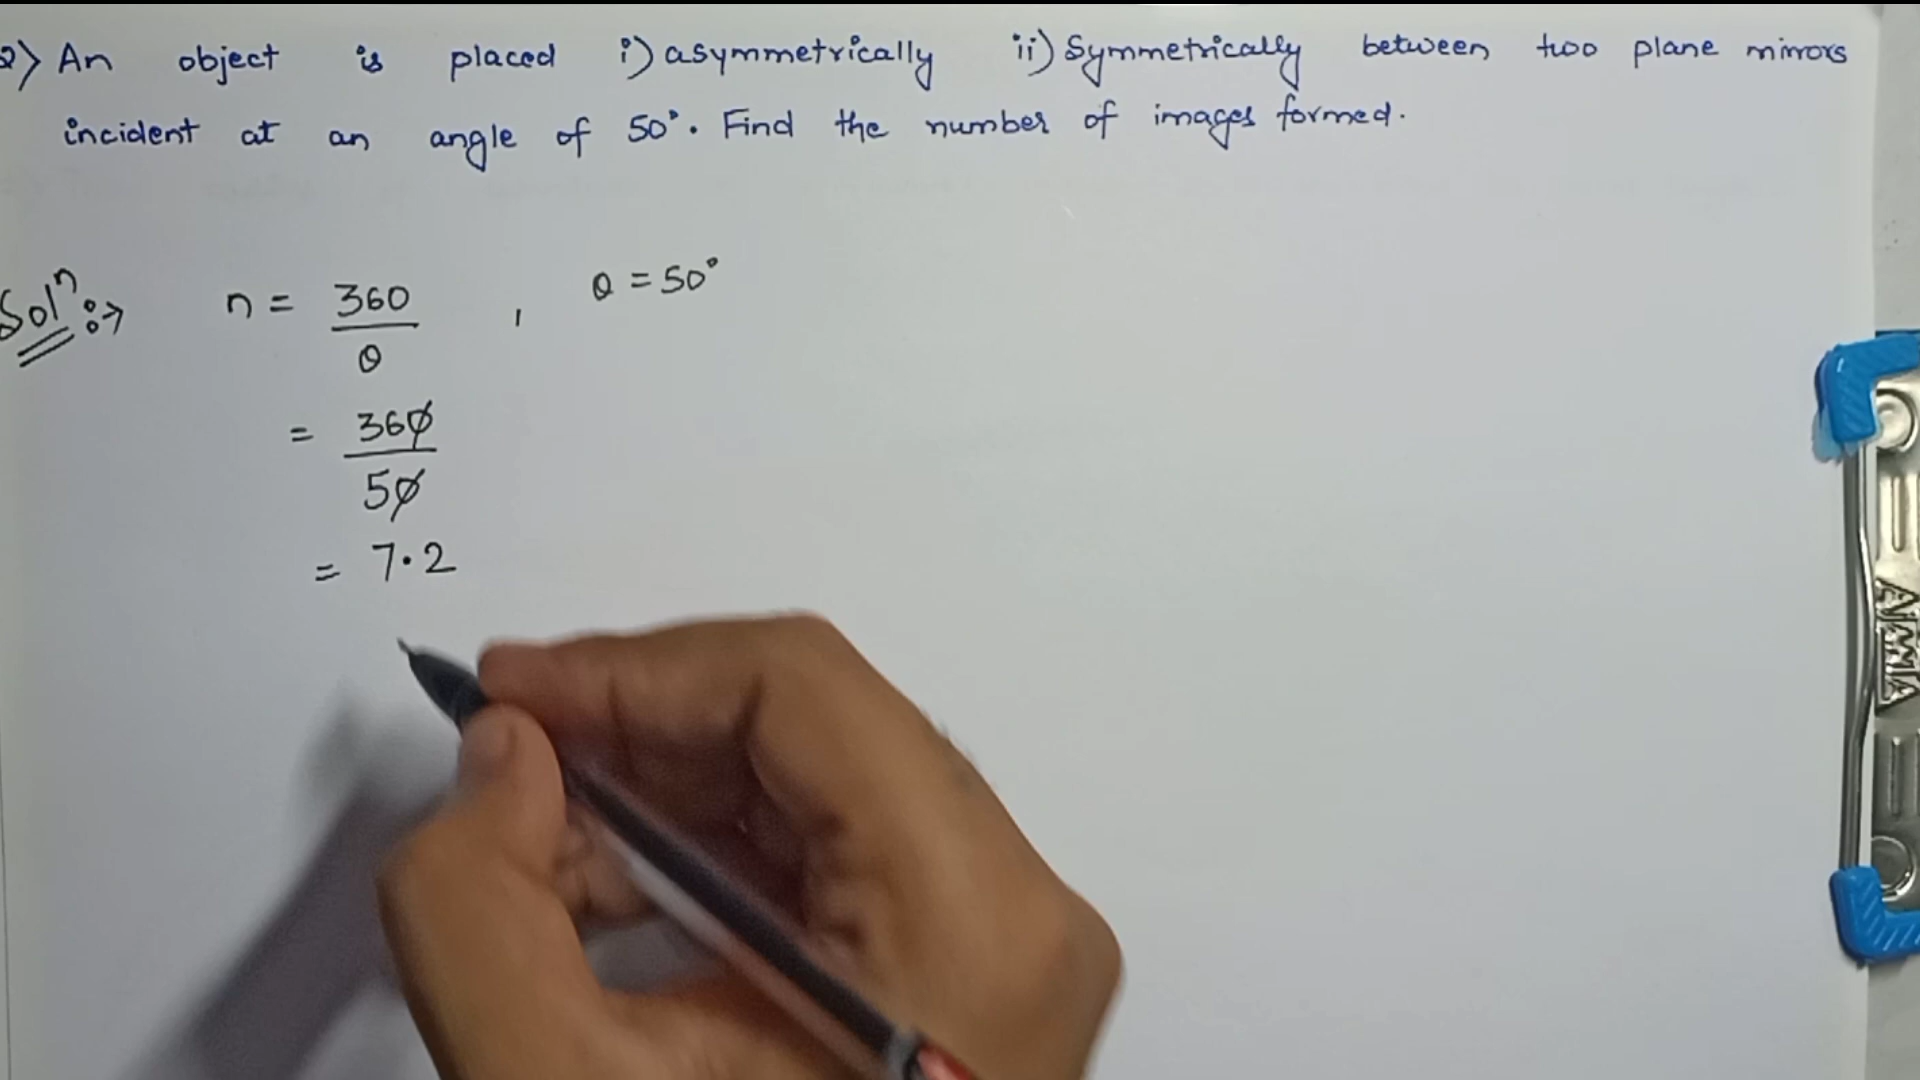 2) An object is placed i) asymmetrically ii) Symmetrically between two plane mirrors
incident at an angle of 50°. Find the number of images formed.
Solⁿ :→ n = 360/θ , θ = 50°
= 360/50
= 7.2